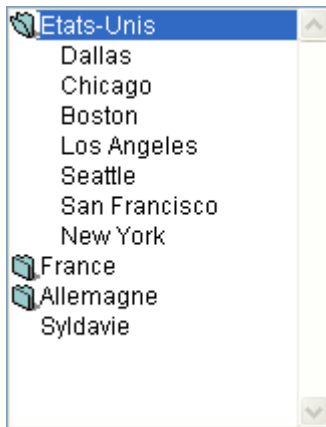 Etats-Unis
Dallas
Chicago
Boston
Los Angeles
Seattle
San Francisco
New York
France
Allemagne
Syldavie